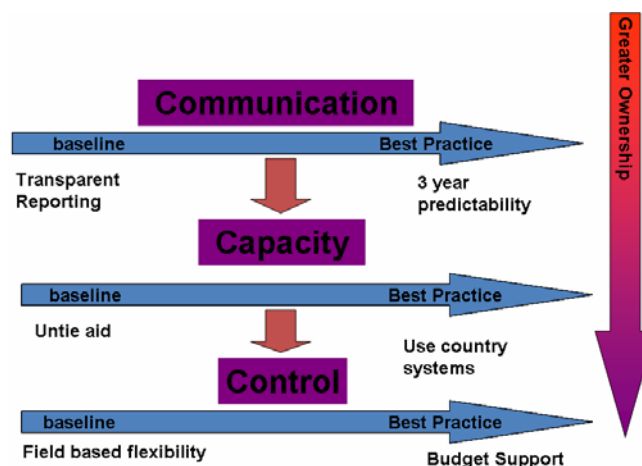 Communication
baseline Best Practice
Transparent
Reporting
3 year
predictability
Capacity
baseline Best Practice
Untie aid
Use country
systems
Control
baseline Best Practice
Field based flexibility
Budget Support
Greater Ownership